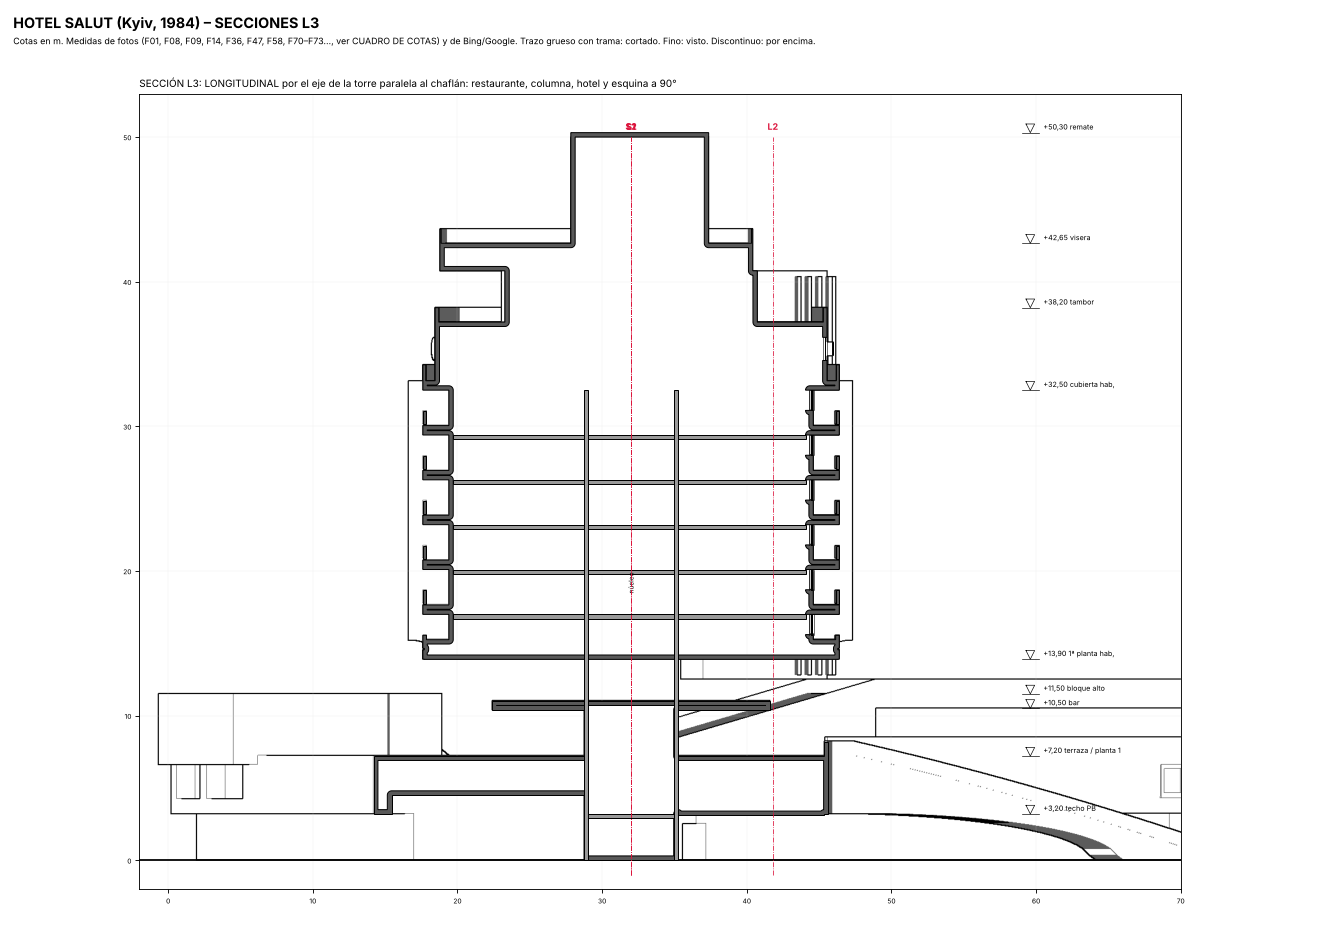 HOTEL SALUT (Kyiv, 1984) – SECCIONES L3
Cotas en m. Medidas de fotos (F01, F08, F09, F14, F36, F47, F58, F70–F73..., ver CUADRO DE COTAS) y de Bing/Google. Trazo grueso con trama: cortado. Fino: visto. Discontinuo: por encima.
SECCIÓN L3: LONGITUDINAL por el eje de la torre paralela al chaflán: restaurante, columna, hotel y esquina a 90°
L2
+50,30 remate
+42,65 visera
+38,20 tambor
+32,50 cubierta hab,
+13,90 1ª planta hab,
+11,50 bloque alto
+10,50 bar
+7,20 terraza / planta 1
+3,20 techo PB
núcleo
50
40
30
20
10
0
0 10 20 30 40 50 60 70